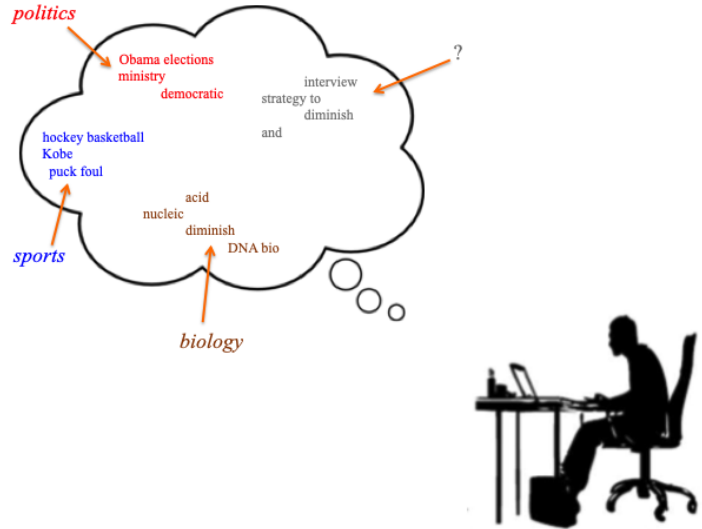 politics
Obama elections
ministry
democratic
?
interview
strategy to
diminish
and
hockey basketball
Kobe
puck foul
sports
acid
nucleic
diminish
DNA bio
biology